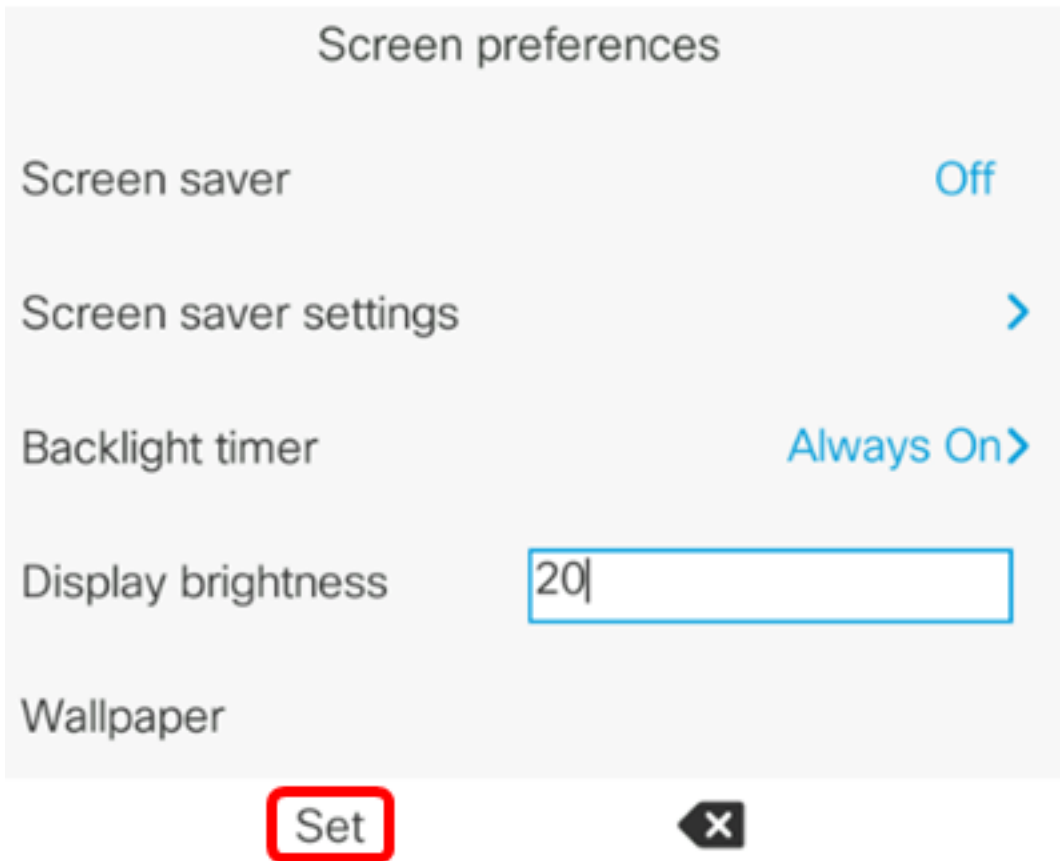 Screen preferences
Screen saver Off
Screen saver settings
Backlight timer Always On
Display brightness 20
Wallpaper
Set